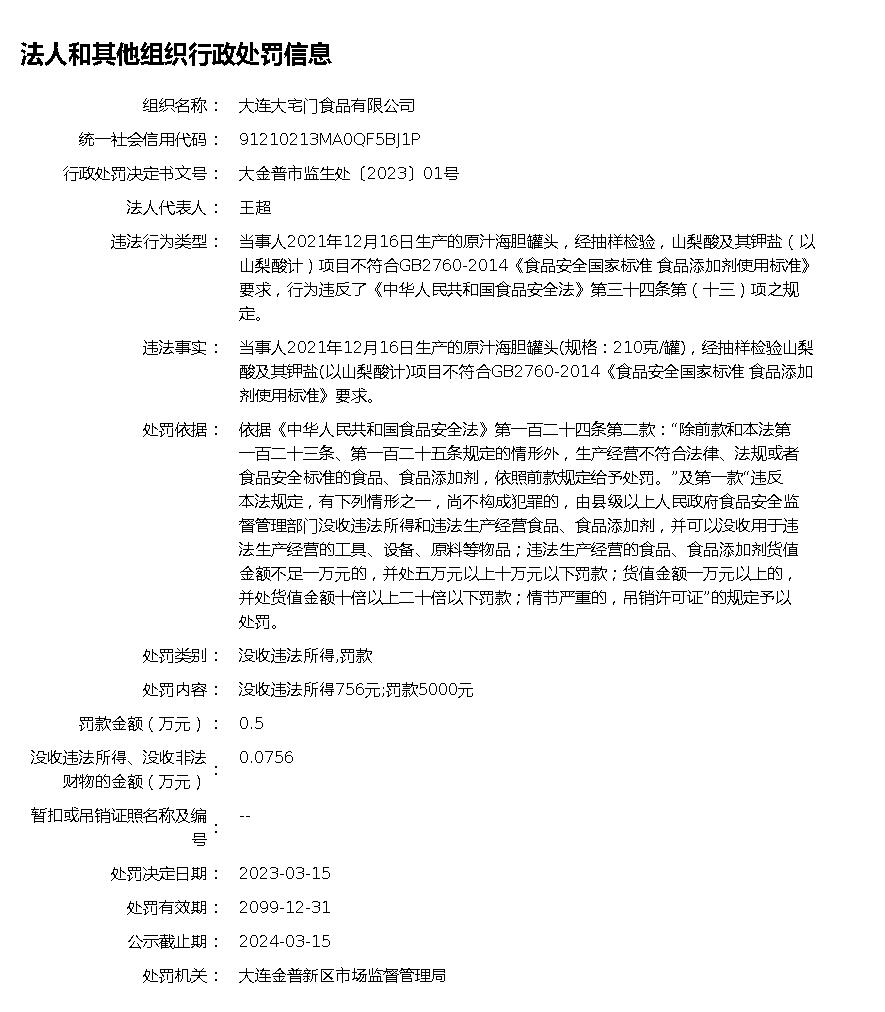 法人和其他组织行政处罚信息
组织名称： 大连大宅门食品有限公司
统一社会信用代码： 91210213MA0QF5BJ1P
行政处罚决定书文号： 大金普市监生处〔2023〕01号
法人代表人： 王超
违法行为类型： 当事人2021年12月16日生产的原汁海胆罐头，经抽样检验，山梨酸及其钾盐（以
山梨酸计）项目不符合GB2760-2014《食品安全国家标准 食品添加剂使用标准》
要求，行为违反了《中华人民共和国食品安全法》第三十四条第（十三）项之规
定。
违法事实： 当事人2021年12月16日生产的原汁海胆罐头(规格：210克/罐)，经抽样检验山梨
酸及其钾盐(以山梨酸计)项目不符合GB2760-2014《食品安全国家标准 食品添加
剂使用标准》要求。
处罚依据： 依据《中华人民共和国食品安全法》第一百二十四条第二款：“除前款和本法第
一百二十三条、第一百二十五条规定的情形外，生产经营不符合法律、法规或者
食品安全标准的食品、食品添加剂，依照前款规定给予处罚。”及第一款“违反
本法规定，有下列情形之一，尚不构成犯罪的，由县级以上人民政府食品安全监
督管理部门没收违法所得和违法生产经营食品、食品添加剂，并可以没收用于违
法生产经营的工具、设备、原料等物品；违法生产经营的食品、食品添加剂货值
金额不足一万元的，并处五万元以上十万元以下罚款；货值金额一万元以上的，
并处货值金额十倍以上二十倍以下罚款；情节严重的，吊销许可证”的规定予以
处罚。
处罚类别： 没收违法所得,罚款
处罚内容： 没收违法所得756元;罚款5000元
罚款金额（万元）： 0.5
没收违法所得、没收非法
财物的金额（万元）： 0.0756
暂扣或吊销证照名称及编
号： --
处罚决定日期： 2023-03-15
处罚有效期： 2099-12-31
公示截止期： 2024-03-15
处罚机关： 大连金普新区市场监督管理局